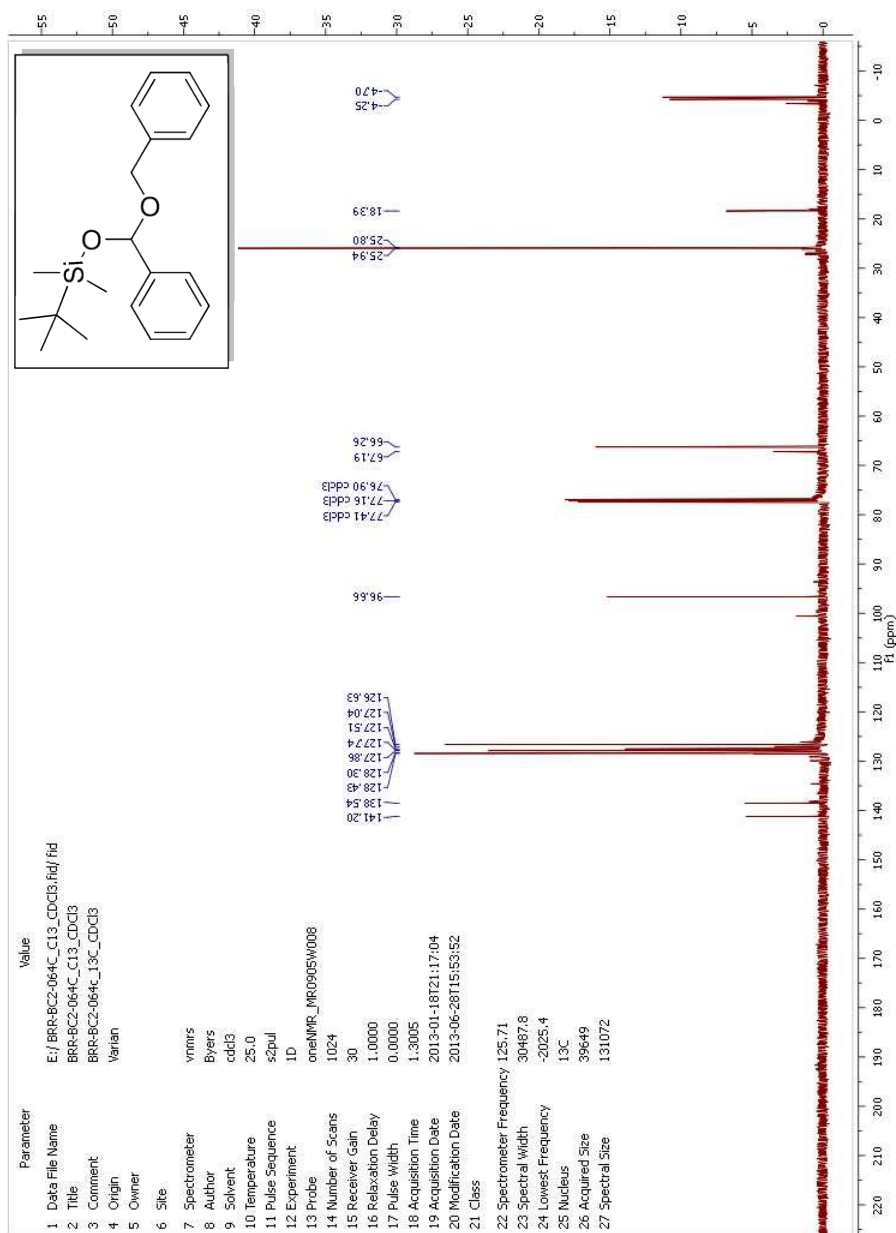 Parameter Value
1 Data File Name E:/ BRR-BC2-064C_C13_CDCl3.fid/ fid
2 Title BRR-BC2-064C_C13_CDCl3
3 Comment BRR-BC2-064c_13C_CDCl3
4 Origin Varian
5 Owner
6 Site
7 Spectrometer vnmrs
8 Author Byers
9 Solvent cdcl3
10 Temperature 25.0
11 Pulse Sequence s2pul
12 Experiment 1D
13 Probe oneNMR_MR0905W008
14 Number of Scans 1024
15 Receiver Gain 30
16 Relaxation Delay 1.0000
17 Pulse Width 0.0000
18 Acquisition Time 1.3005
19 Acquisition Date 2013-01-18T21:17:04
20 Modification Date 2013-06-28T15:53:52
21 Class
22 Spectrometer Frequency 125.71
23 Spectral Width 30487.8
24 Lowest Frequency -2025.4
25 Nucleus 13C
26 Acquired Size 39649
27 Spectral Size 131072
141.20
138.54
128.43
128.30
127.86
127.74
127.51
127.04
126.63
96.66
77.41 cdcl3
77.16 cdcl3
76.90 cdcl3
67.19
66.26
25.94
25.80
18.39
-4.25
-4.70
Si
O
O
55
50
45
40
35
30
25
20
15
10
5
0
220 210 200 190 180 170 160 150 140 130 120 110 100 90 80 70 60 50 40 30 20 10 0 -10
f1 (ppm)